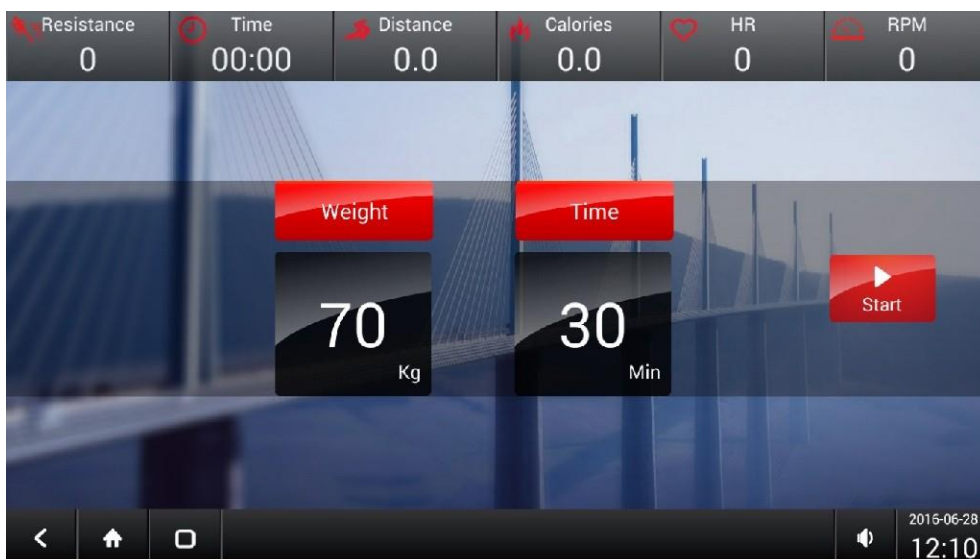 Resistance Time Distance Calories HR RPM
0 00:00 0.0 0.0 0 0
Weight Time
70 30
Kg Min
Start
2016-06-28
12:10